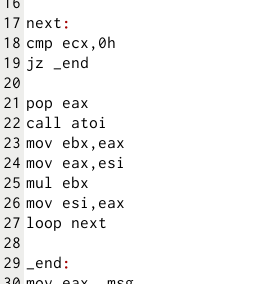 16
17 next:
18 cmp ecx,0h
19 jz _end
20
21 pop eax
22 call atoi
23 mov ebx,eax
24 mov eax,esi
25 mul ebx
26 mov esi,eax
27 loop next
28
29 _end:
30 mov eax, msg